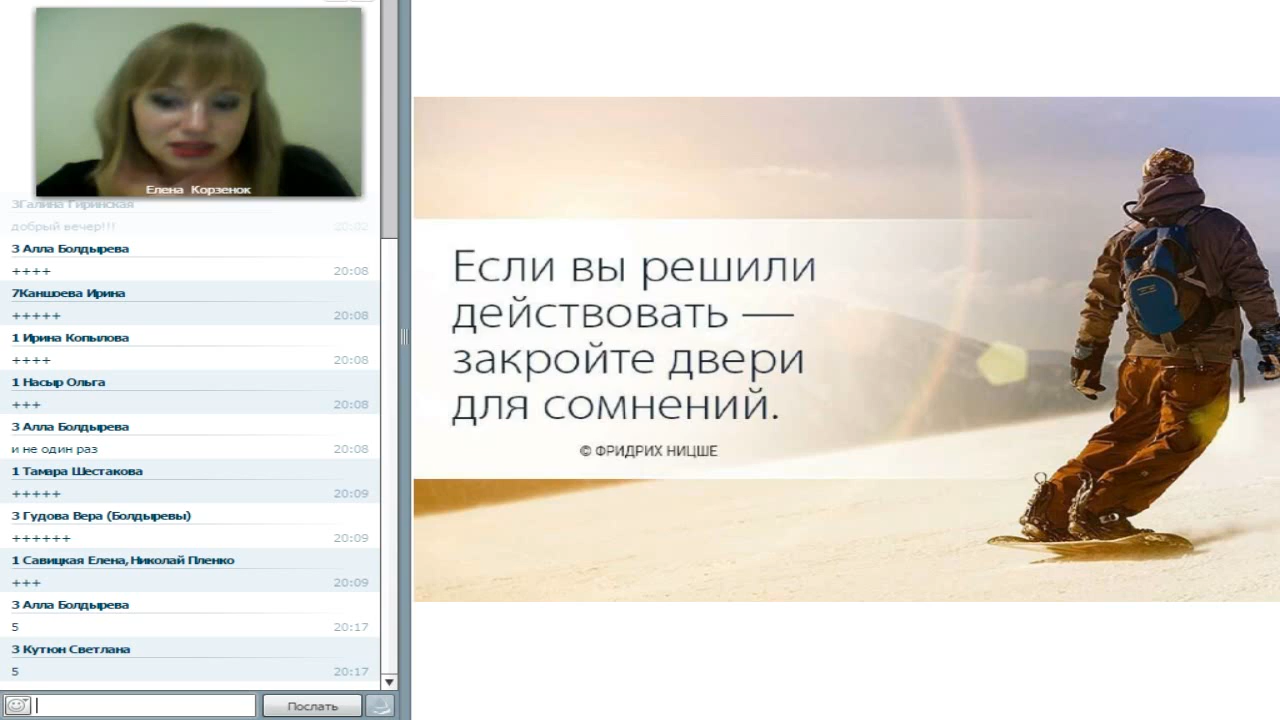 Елена Корзенок
3Галина Гиринская
добрый вечер!!! 20:02
3 Алла Болдырева
++++ 20:08
7Каншоева Ирина
+++++ 20:08
1 Ирина Копылова
++++ 20:08
1 Насыр Ольга
+++ 20:08
3 Алла Болдырева
и не один раз 20:08
1 Тамара Шестакова
+++++ 20:09
3 Гудова Вера (Болдыревы)
++++++ 20:09
1 Савицкая Елена, Николай Пленко
+++ 20:09
3 Алла Болдырева
5 20:17
3 Кутюн Светлана
5 20:17
Послать
Если вы решили
действовать —
закройте двери
для сомнений.
© ФРИДРИХ НИЦШЕ